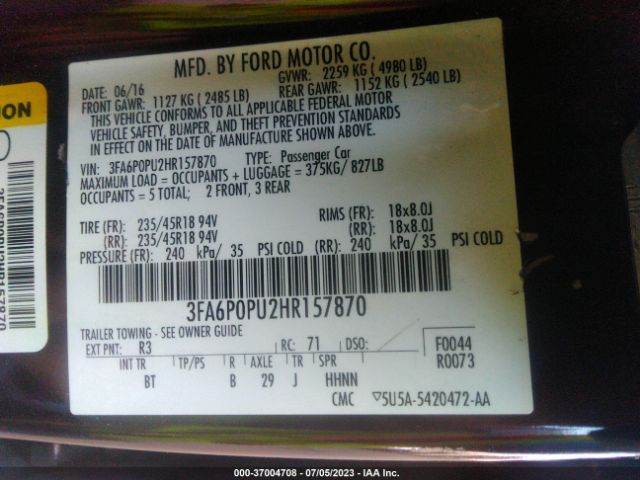 MFD. BY FORD MOTOR CO.
DATE: 06/16 GVWR: 2259 KG ( 4980 LB)
FRONT GAWR: 1127 KG ( 2485 LB) REAR GAWR: 1152 KG ( 2540 LB)
THIS VEHICLE CONFORMS TO ALL APPLICABLE FEDERAL MOTOR
VEHICLE SAFETY, BUMPER, AND THEFT PREVENTION STANDARDS
IN EFFECT ON THE DATE OF MANUFACTURE SHOWN ABOVE.
VIN: 3FA6P0PU2HR157870 TYPE: Passenger Car
MAXIMUM LOAD = OCCUPANTS + LUGGAGE = 375KG/ 827LB
OCCUPANTS = 5 TOTAL; 2 FRONT, 3 REAR
TIRE (FR): 235/45R18 94V RIMS (FR): 18x8.0J
(RR): 235/45R18 94V (RR): 18x8.0J
PRESSURE (FR): 240 kPa/ 35 PSI COLD (RR): 240 kPa/ 35 PSI COLD
3FA6P0PU2HR157870
TRAILER TOWING - SEE OWNER GUIDE
EXT PNT: R3 RC: 71 DSO: F0044
R0073
INT TR TP/PS R AXLE TR SPR
BT B 29 J HHNN
CMC ▽5U5A-5420472-AA
3FA6P0PU2HR157870
000-37004708 - 07/05/2023 - IAA Inc.